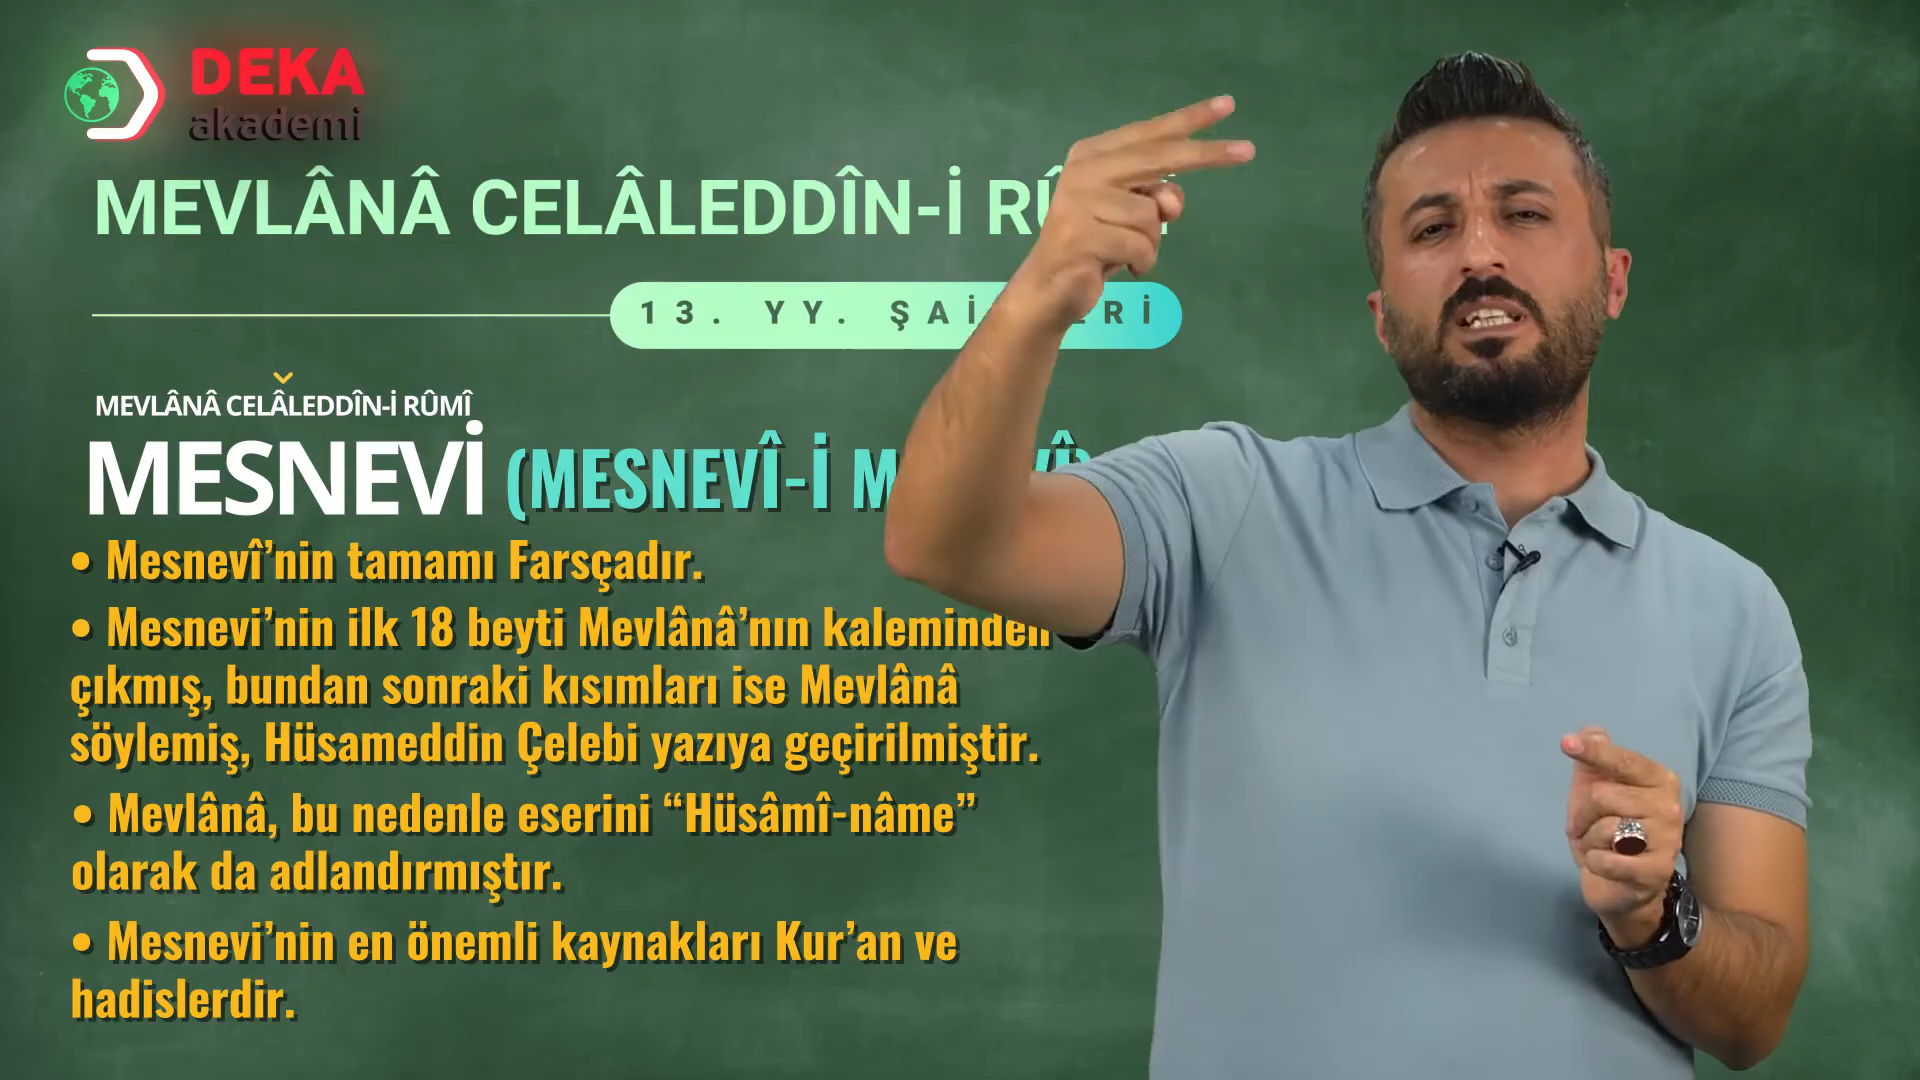 DEKA
akademi
MEVLÂNÂ CELÂLEDDÎN-İ
13. YY.
MEVLÂNÂ CELÂLEDDÎN-İ RÛMÎ
MESNEVİ (MESNEVÎ-İ
• Mesnevî’nin tamamı Farsçadır.
• Mesnevi’nin ilk 18 beyti Mevlânâ’nın kaleminden
çıkmış, bundan sonraki kısımları ise Mevlânâ
söylemiş, Hüsameddin Çelebi yazıya geçirilmiştir.
• Mevlânâ, bu nedenle eserini “Hüsâmî-nâme”
olarak da adlandırmıştır.
• Mesnevi’nin en önemli kaynakları Kur’an ve
hadislerdir.